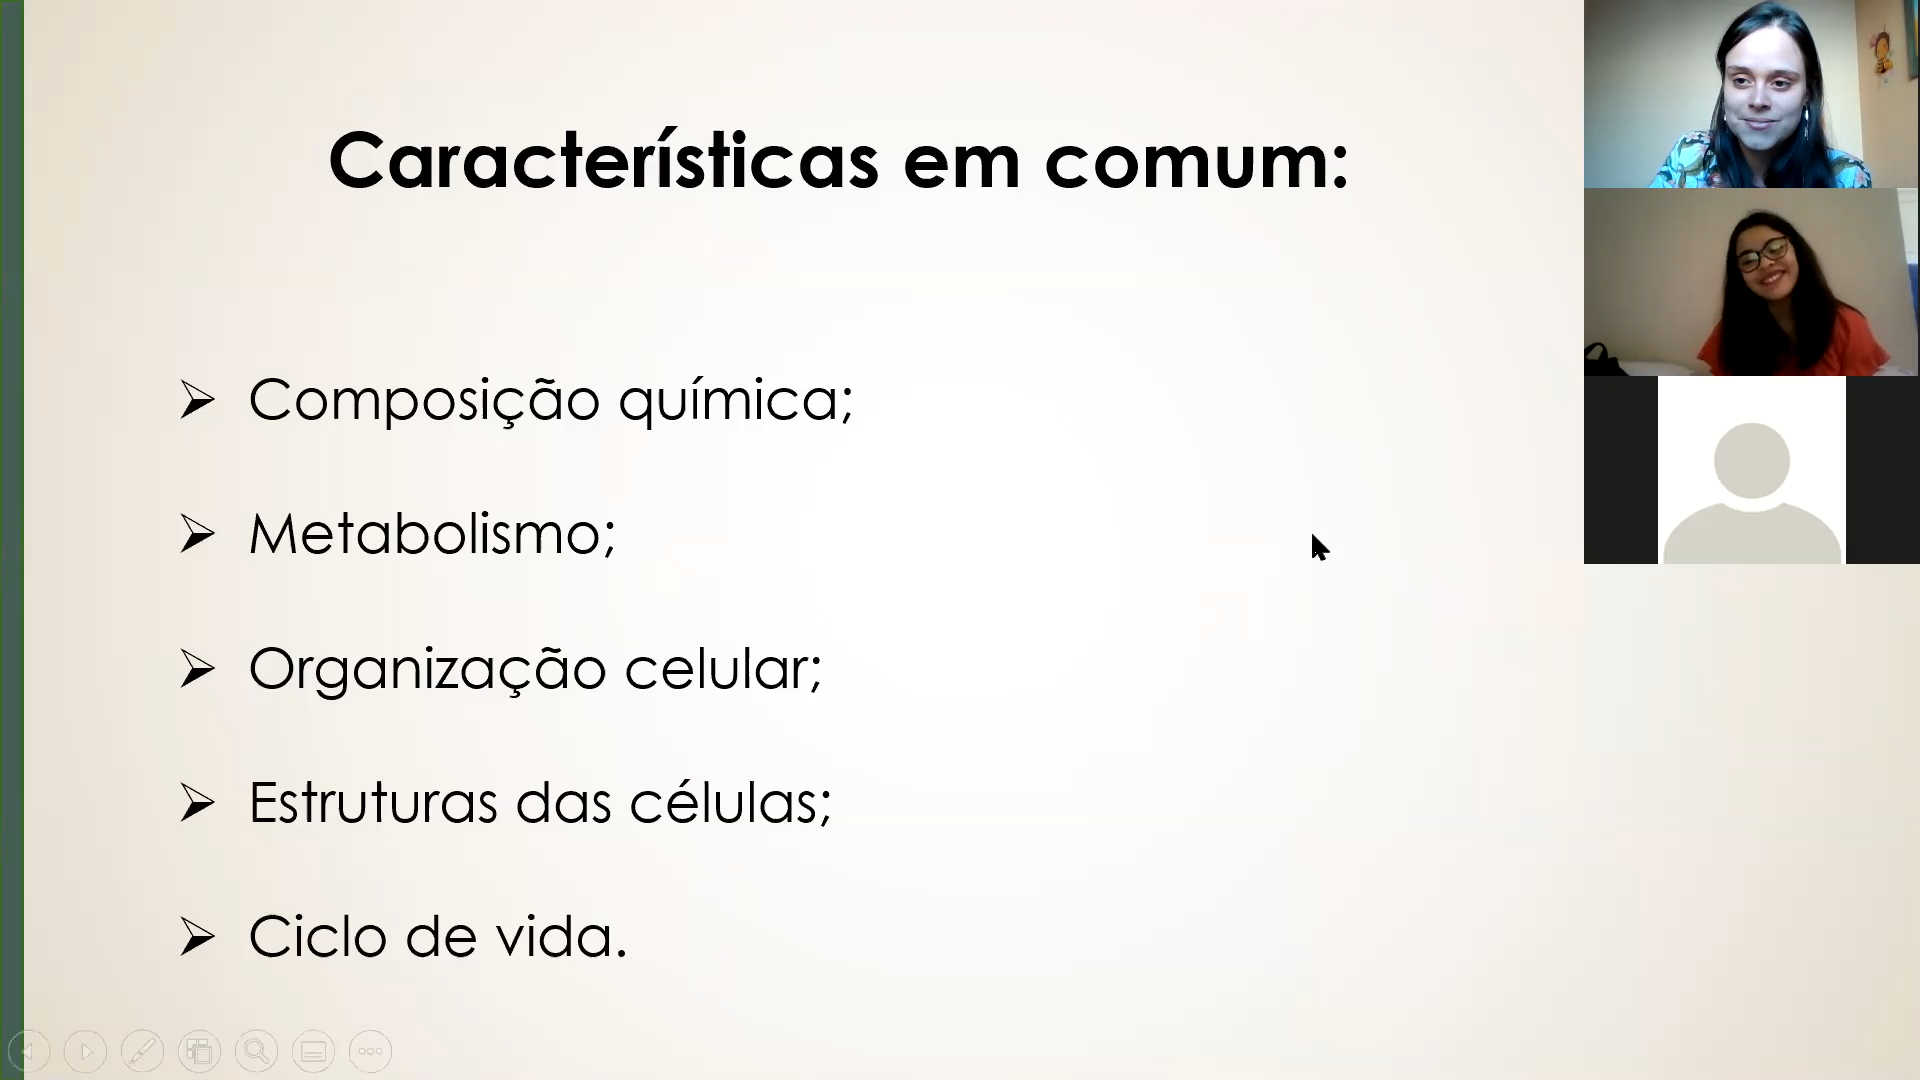 Características em comum:
Composição química;
Metabolismo;
Organização celular;
Estruturas das células;
Ciclo de vida.